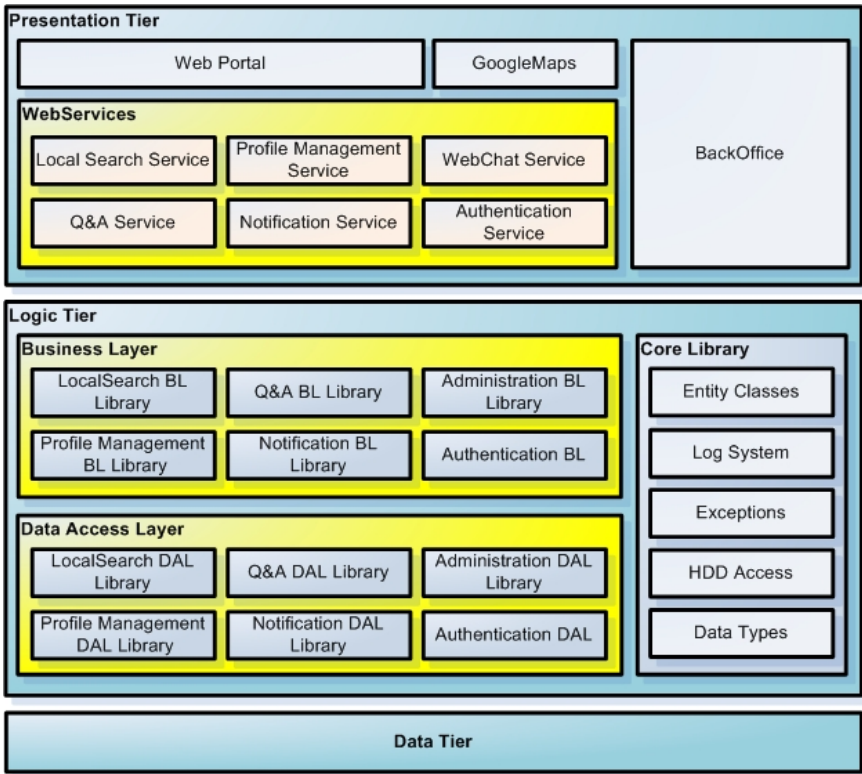 Presentation Tier
Web Portal
GoogleMaps
BackOffice
WebServices
Local Search Service
Profile Management
Service
WebChat Service
Q&A Service
Notification Service
Authentication
Service
Logic Tier
Business Layer
LocalSearch BL
Library
Q&A BL Library
Administration BL
Library
Profile Management
BL Library
Notification BL
Library
Authentication BL
Data Access Layer
LocalSearch DAL
Library
Q&A DAL Library
Administration DAL
Library
Profile Management
DAL Library
Notification DAL
Library
Authentication DAL
Core Library
Entity Classes
Log System
Exceptions
HDD Access
Data Types
Data Tier